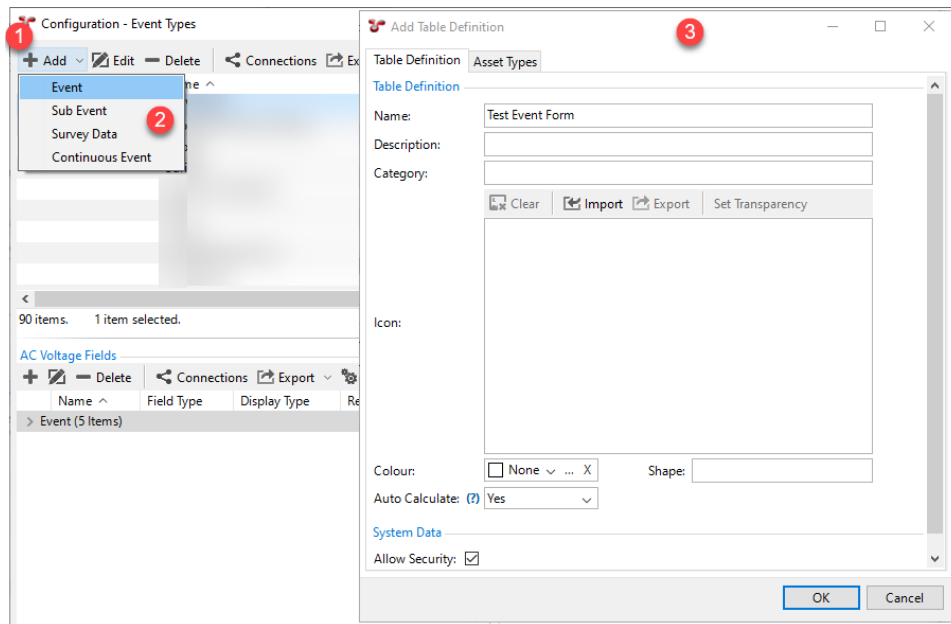 Configuration - Event Types
1
Add Edit Delete Connections Ex
Event
Sub Event
Survey Data
Continuous Event
2
90 items. 1 item selected.
AC Voltage Fields
Delete Connections Export
Name Field Type Display Type Re
Event (5 Items)
Add Table Definition
3
Table Definition Asset Types
Table Definition
Name: Test Event Form
Description:
Category:
Clear Import Export Set Transparency
Icon:
Colour: None ... X Shape:
Auto Calculate: (?) Yes
System Data
Allow Security:
OK Cancel